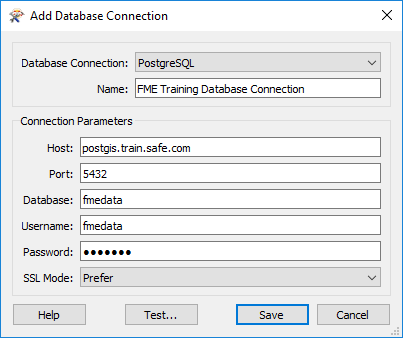 Add Database Connection
Database Connection: PostgreSQL
Name: FME Training Database Connection
Connection Parameters
Host: postgis.train.safe.com
Port: 5432
Database: fmedata
Username: fmedata
Password: ●●●●●●●
SSL Mode: Prefer
Help Test... Save Cancel